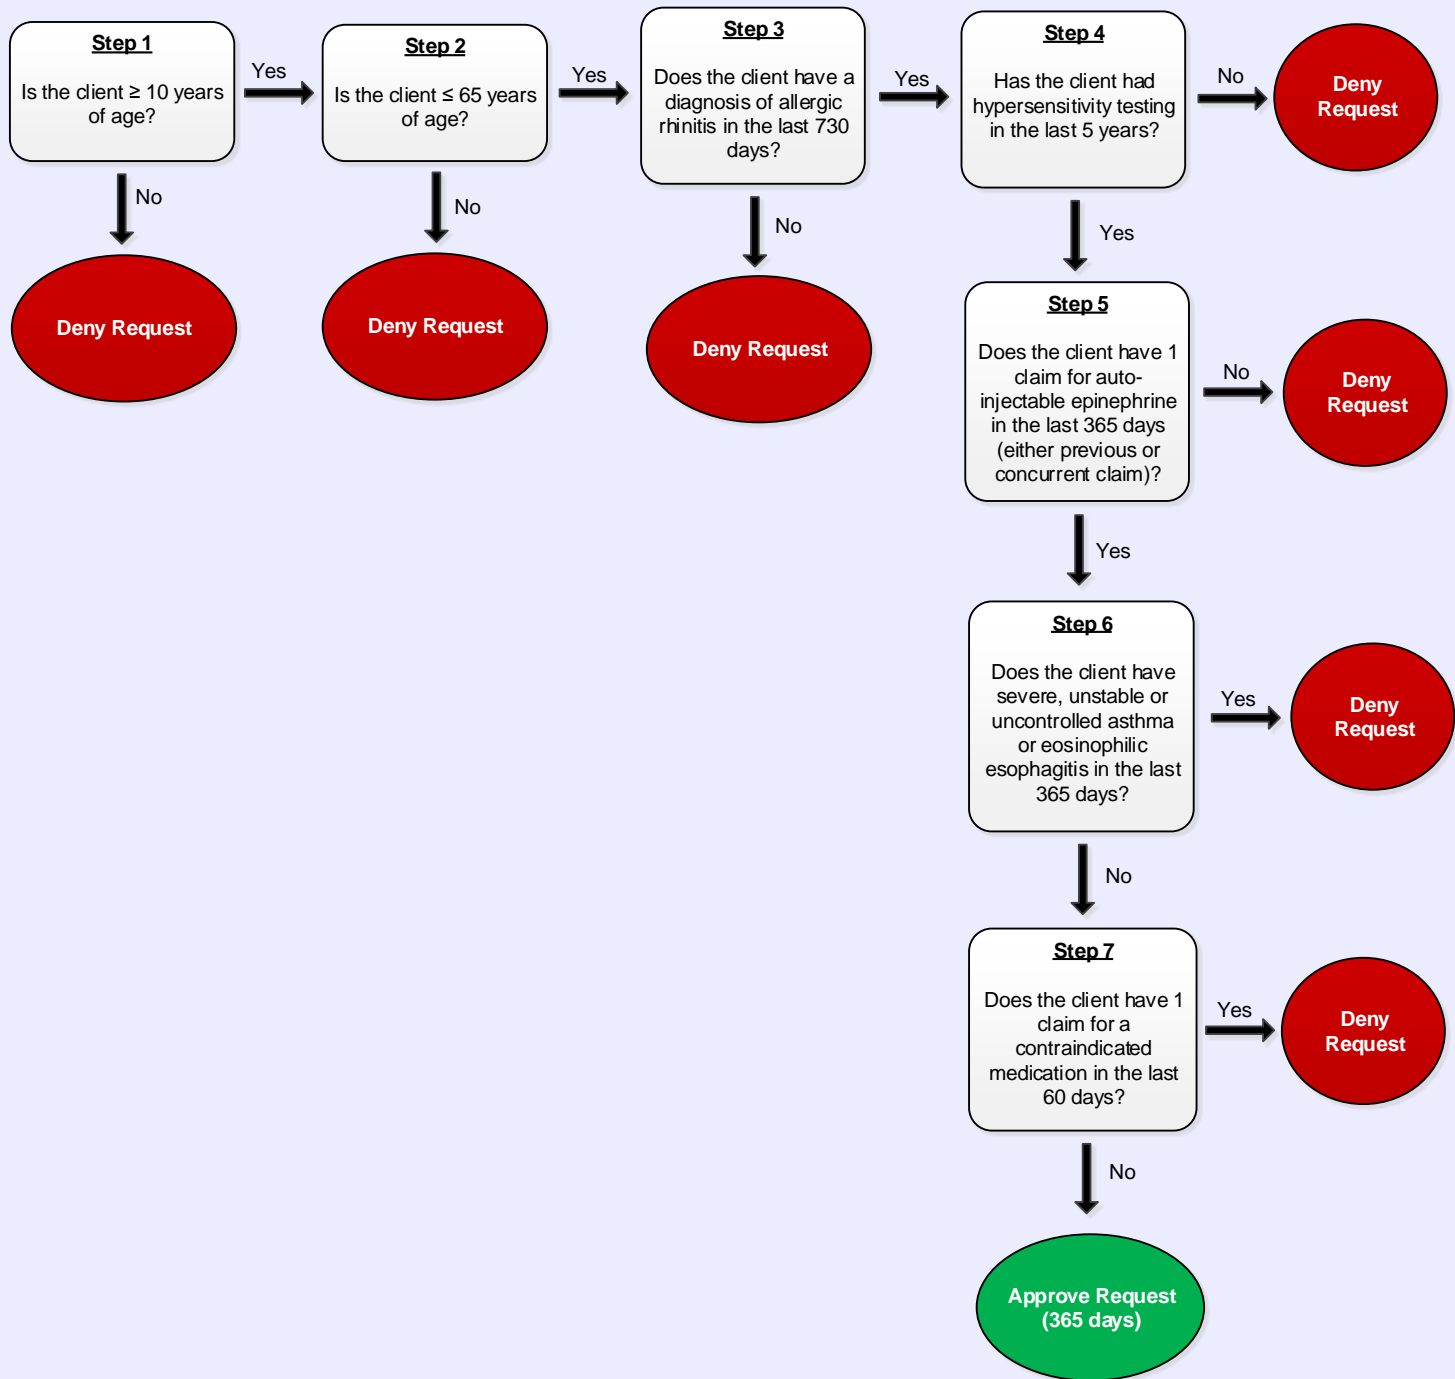 Step 1
Is the client ≥ 10 years
of age?
Yes
No
Deny Request
Step 2
Is the client ≤ 65 years
of age?
Yes
No
Deny Request
Step 3
Does the client have a
diagnosis of allergic
rhinitis in the last 730
days?
Yes
No
Deny Request
Step 4
Has the client had
hypersensitivity testing
in the last 5 years?
No
Deny
Request
Yes
Step 5
Does the client have 1
claim for auto-
injectable epinephrine
in the last 365 days
(either previous or
concurrent claim)?
No
Deny
Request
Yes
Step 6
Does the client have
severe, unstable or
uncontrolled asthma
or eosinophilic
esophagitis in the last
365 days?
Yes
Deny
Request
No
Step 7
Does the client have 1
claim for a
contraindicated
medication in the last
60 days?
Yes
Deny
Request
No
Approve Request
(365 days)